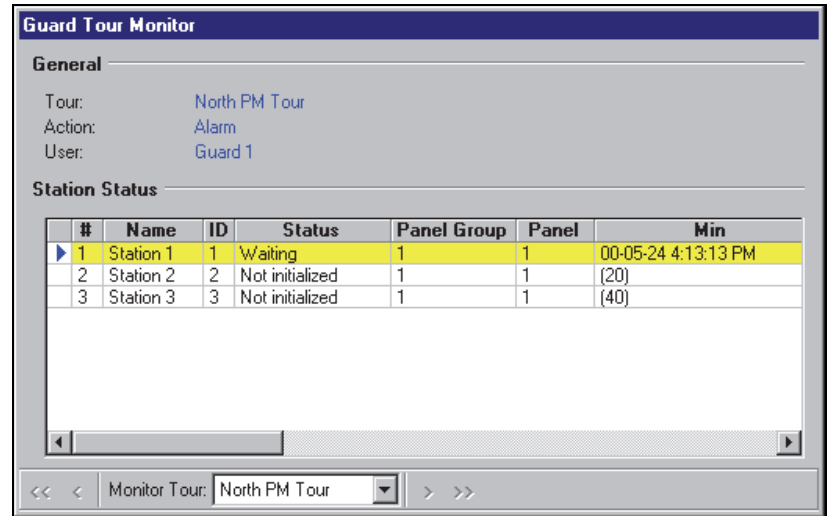 Guard Tour Monitor
General
Tour: North PM Tour
Action: Alarm
User: Guard 1
Station Status
# Name ID Status Panel Group Panel Min
1 Station 1 1 Waiting 1 1 00-05-24 4:13:13 PM
2 Station 2 2 Not initialized 1 1 (20)
3 Station 3 3 Not initialized 1 1 (40)
<< < Monitor Tour: North PM Tour > >>